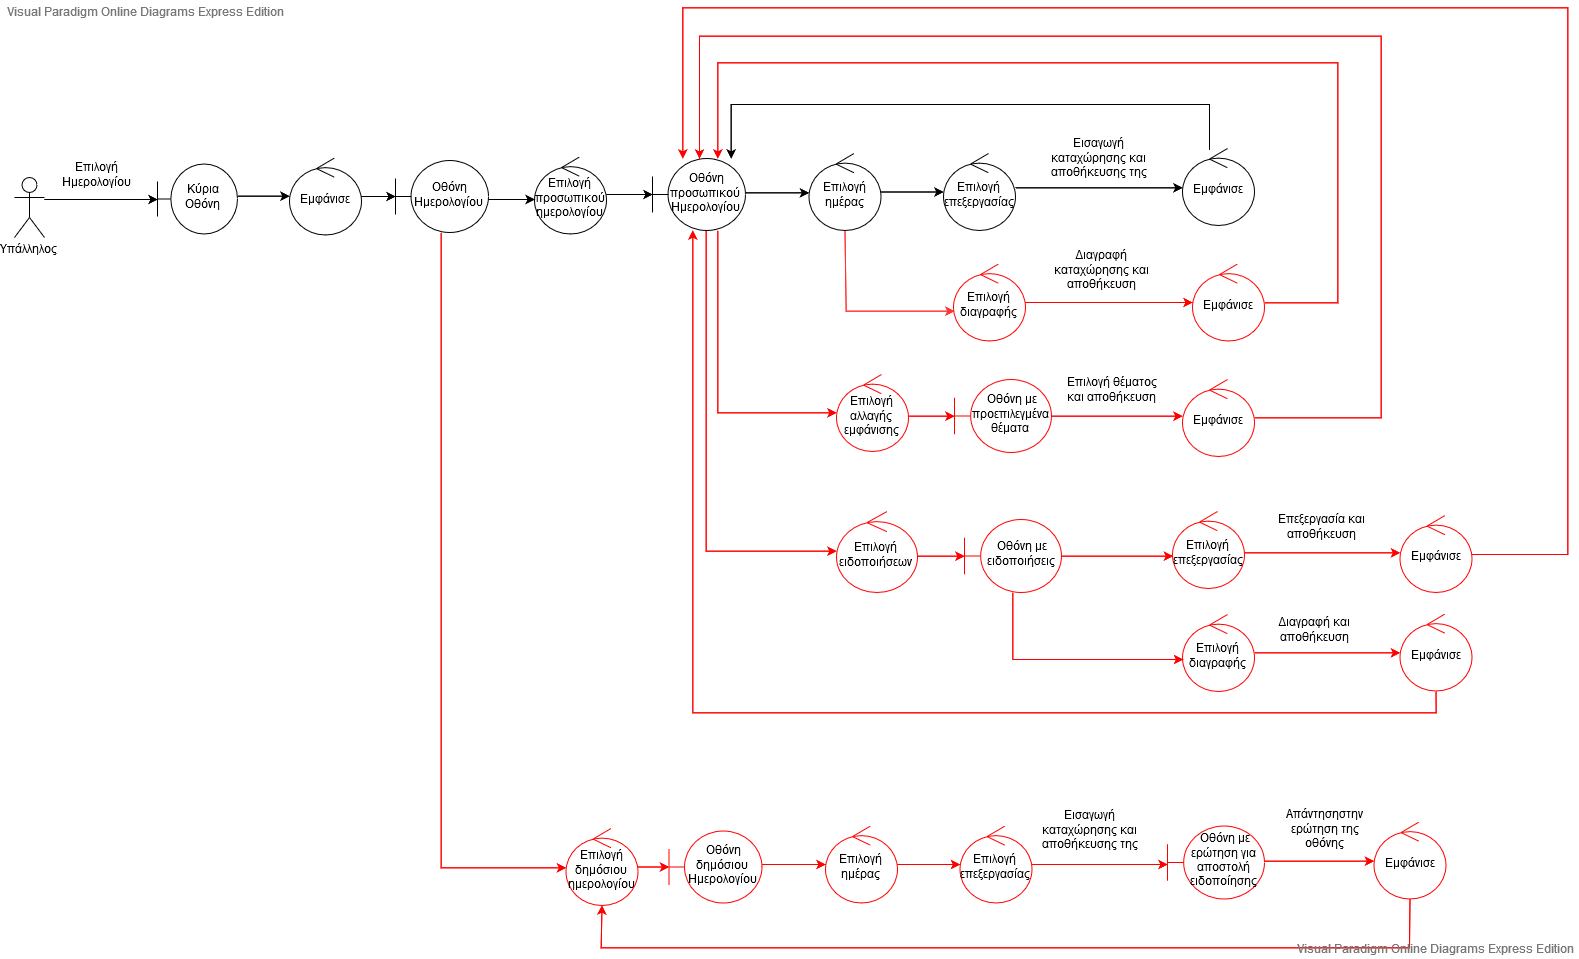 Visual Paradigm Online Diagrams Express Edition
Επιλογή
Ημερολογίου
Υπάλληλος
Κύρια
Οθόνη
Εμφάνισε
Οθόνη
Ημερολογίου
Επιλογή
προσωπικού
ημερολογίου
Οθόνη
προσωπικού
Ημερολογίου
Επιλογή
ημέρας
Επιλογή
επεξεργασίας
Εισαγωγή
καταχώρησης και
αποθήκευσης της
Εμφάνισε
Επιλογή
διαγραφής
Διαγραφή
καταχώρησης και
αποθήκευση
Εμφάνισε
Επιλογή
αλλαγής
εμφάνισης
Οθόνη με
προεπιλεγμένα
θέματα
Επιλογή θέματος
και αποθήκευση
Εμφάνισε
Επιλογή
ειδοποιήσεων
Οθόνη με
ειδοποιήσεις
Επιλογή
επεξεργασίας
Επεξεργασία και
αποθήκευση
Εμφάνισε
Επιλογή
διαγραφής
Διαγραφή και
αποθήκευση
Εμφάνισε
Επιλογή
δημόσιου
ημερολογίου
Οθόνη
δημόσιου
Ημερολογίου
Επιλογή
ημέρας
Επιλογή
επεξεργασίας
Εισαγωγή
καταχώρησης και
αποθήκευσης της
Οθόνη με
ερώτηση για
αποστολή
ειδοποίησης
Απάντησηστην
ερώτηση της
οθόνης
Εμφάνισε
Visual Paradigm Online Diagrams Express Edition